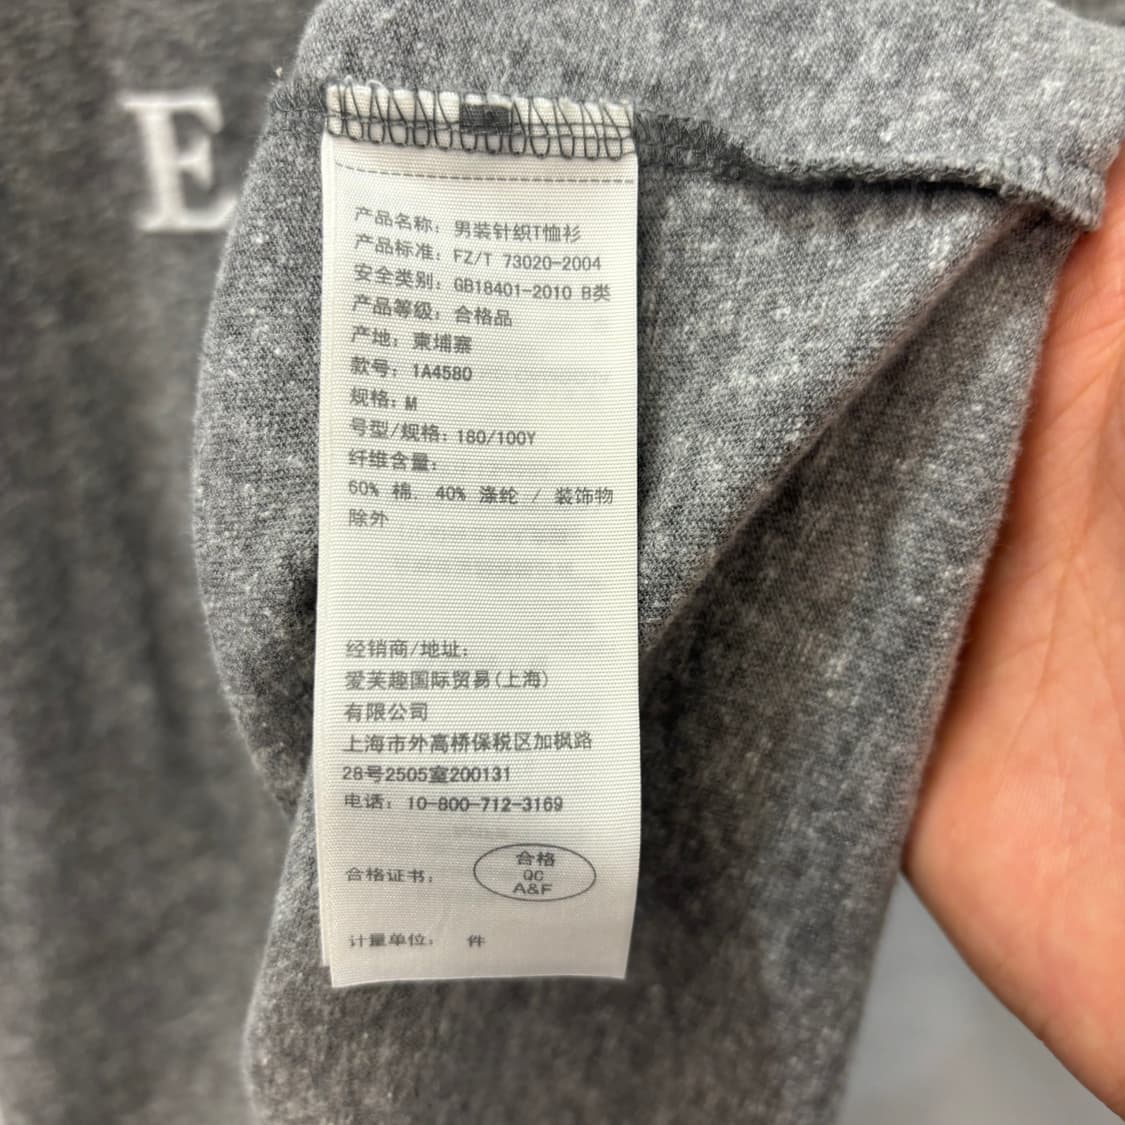 E
产品名称: 男装针织T恤衫
产品标准: FZ/T 73020-2004
安全类别: GB18401-2010 B类
产品等级: 合格品
产地: 柬埔寨
款号: 1A4580
规格: M
号型/规格: 180/100Y
纤维含量:
60% 棉. 40% 涤纶 / 装饰物
除外
经销商/地址:
爱芙趣国际贸易(上海)
有限公司
上海市外高桥保税区加枫路
28号2505室200131
电话: 10-800-712-3169
合格证书:
合格
QC
A&F
计量单位: 件